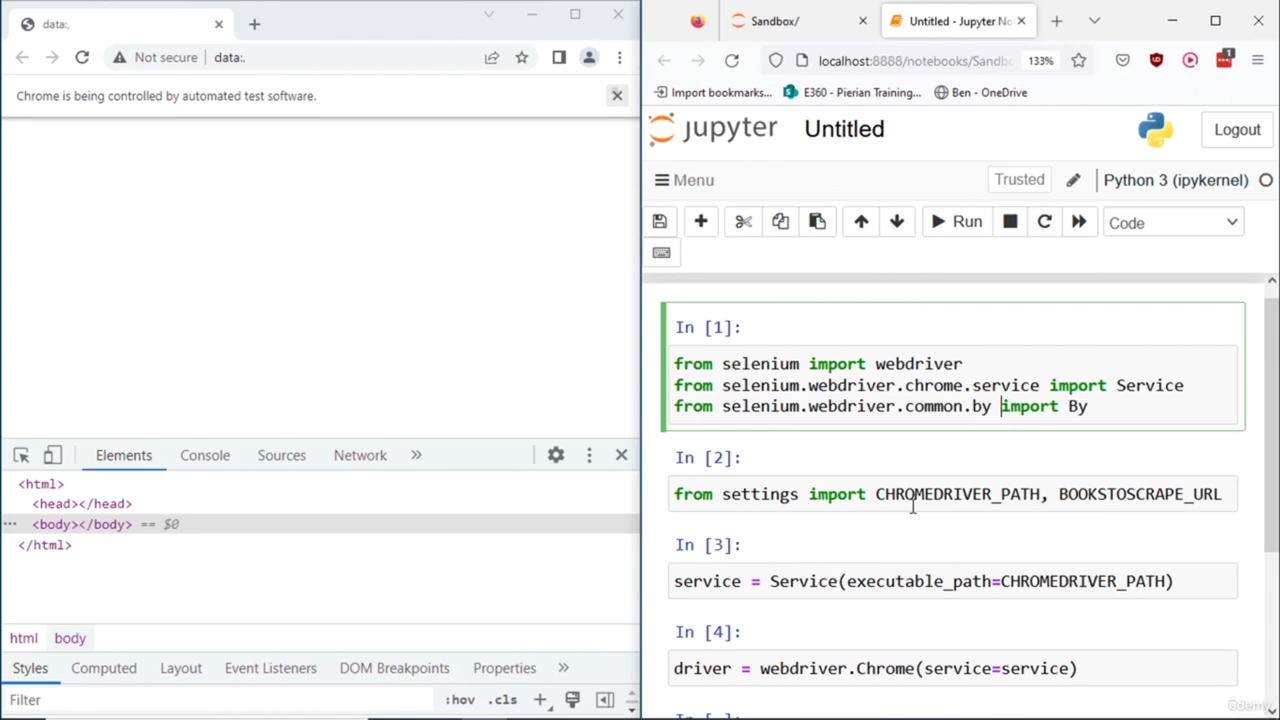 data:,
Not secure
data:,
Chrome is being controlled by automated test software.
Elements
Console
Sources
Network
»
<html>
<head></head>
··· <body></body> == $0
</html>
html
body
Styles
Computed
Layout
Event Listeners
DOM Breakpoints
Properties
»
Filter
:hov
.cls
Sandbox/
Untitled - Jupyter No
localhost:8888/notebooks/Sandb
133%
1
Import bookmarks...
E360 - Pierian Training...
Ben - OneDrive
jupyter
Untitled
Logout
Menu
Trusted
Python 3 (ipykernel)
Run
Code
In [1]:
from selenium import webdriver
from selenium.webdriver.chrome.service import Service
from selenium.webdriver.common.by import By
In [2]:
from settings import CHROMEDRIVER_PATH, BOOKSTOSCRAPE_URL
In [3]:
service = Service(executable_path=CHROMEDRIVER_PATH)
In [4]:
driver = webdriver.Chrome(service=service)
ûdemy